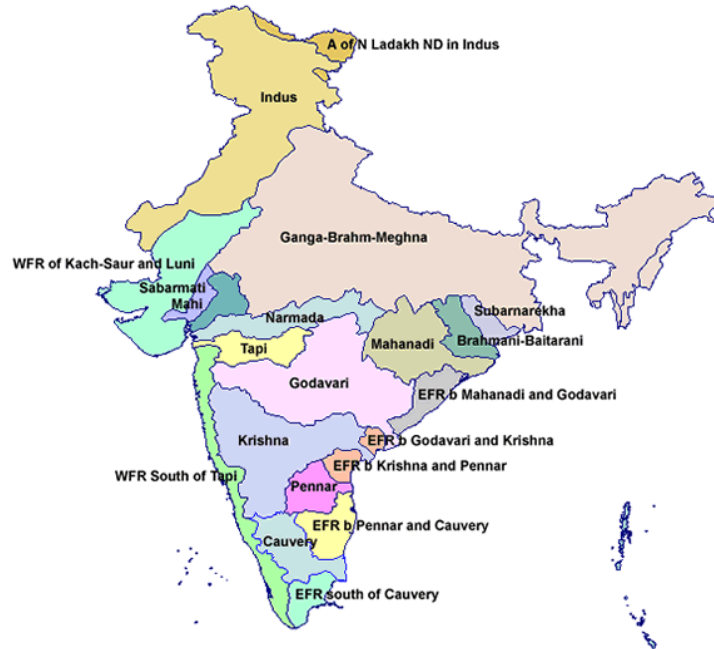 A of N Ladakh ND in Indus
Indus
Ganga-Brahm-Meghna
WFR of Kach-Saur and Luni
Sabarmati
Mahi
Subarnarekha
Narmada
Brahmani-Baitarani
Mahanadi
Tapi
Godavari
EFR b Mahanadi and Godavari
Krishna
EFR b Godavari and Krishna
EFR b Krishna and Pennar
WFR South of Tapi
Pennar
EFR b Pennar and Cauvery
Cauvery
EFR south of Cauvery